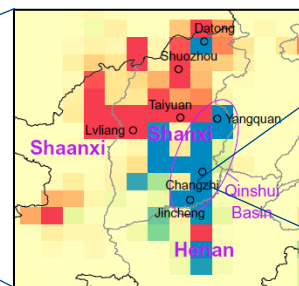 Datong
Shuozhou
Taiyuan
Yangquan
Lvliang
Shanxi
Shaanxi
Changzhi
Qinshui
Jincheng
Basin
Henan